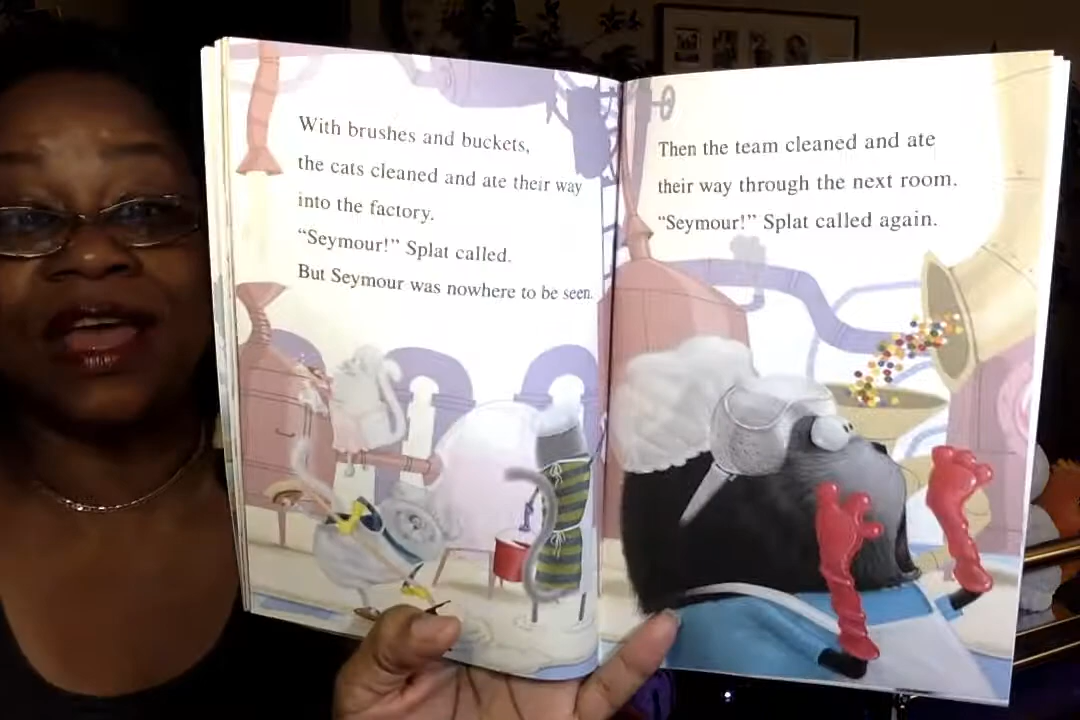 With brushes and buckets,
the cats cleaned and ate their way
into the factory.
“Seymour!” Splat called.
But Seymour was nowhere to be seen.
Then the team cleaned and ate
their way through the next room.
“Seymour!” Splat called again.